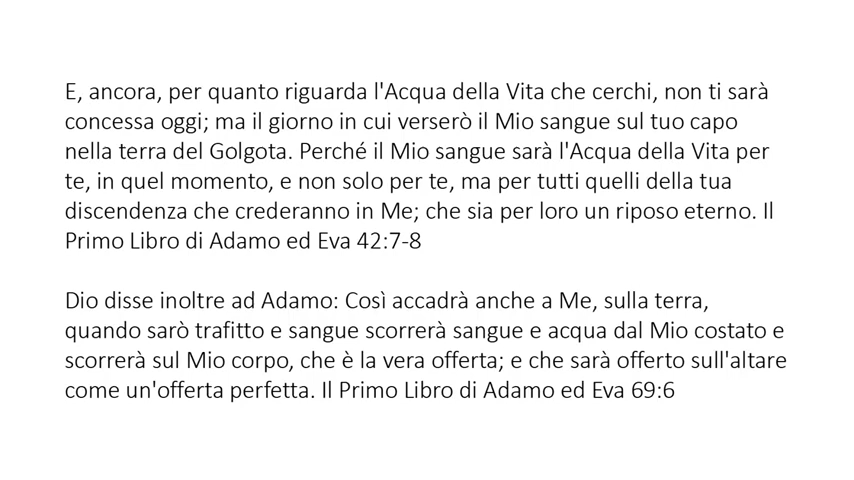 E, ancora, per quanto riguarda l'Acqua della Vita che cerchi, non ti sarà
concessa oggi; ma il giorno in cui verserò il Mio sangue sul tuo capo
nella terra del Golgota. Perché il Mio sangue sarà l'Acqua della Vita per
te, in quel momento, e non solo per te, ma per tutti quelli della tua
discendenza che crederanno in Me; che sia per loro un riposo eterno. Il
Primo Libro di Adamo ed Eva 42:7-8
Dio disse inoltre ad Adamo: Così accadrà anche a Me, sulla terra,
quando sarò trafitto e sangue scorrerà sangue e acqua dal Mio costato e
scorrerà sul Mio corpo, che è la vera offerta; e che sarà offerto sull'altare
come un'offerta perfetta. Il Primo Libro di Adamo ed Eva 69:6